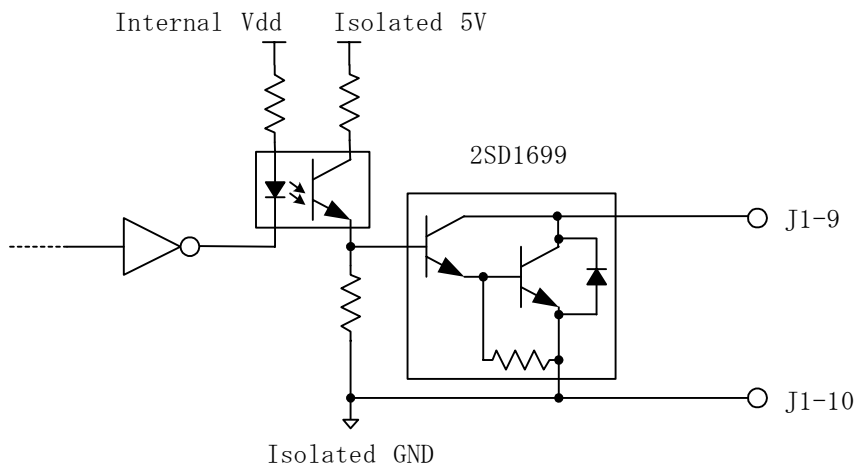 Internal Vdd
Isolated 5V
2SD1699
J1-9
J1-10
Isolated GND